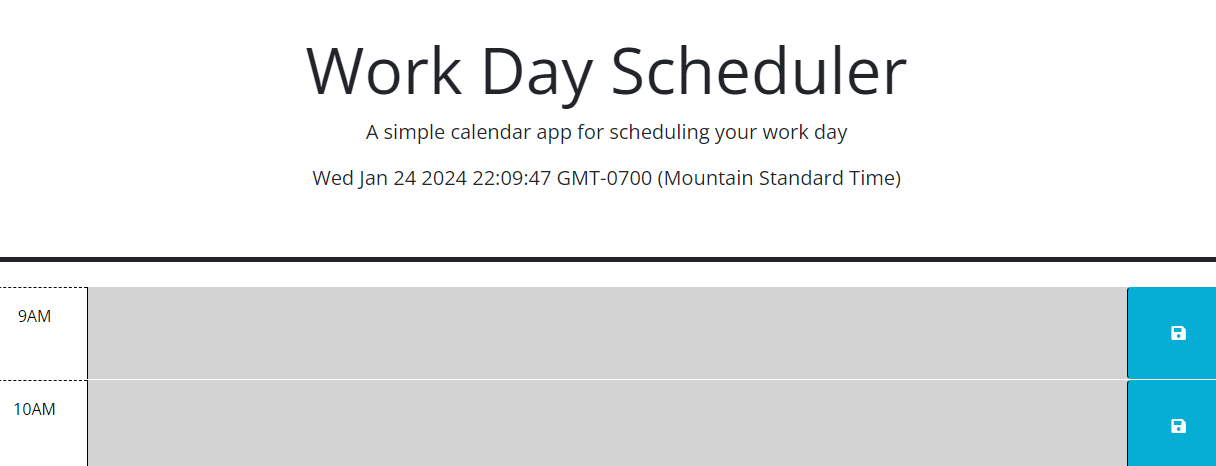 Work Day Scheduler
A simple calendar app for scheduling your work day
Wed Jan 24 2024 22:09:47 GMT-0700 (Mountain Standard Time)
9AM
10AM